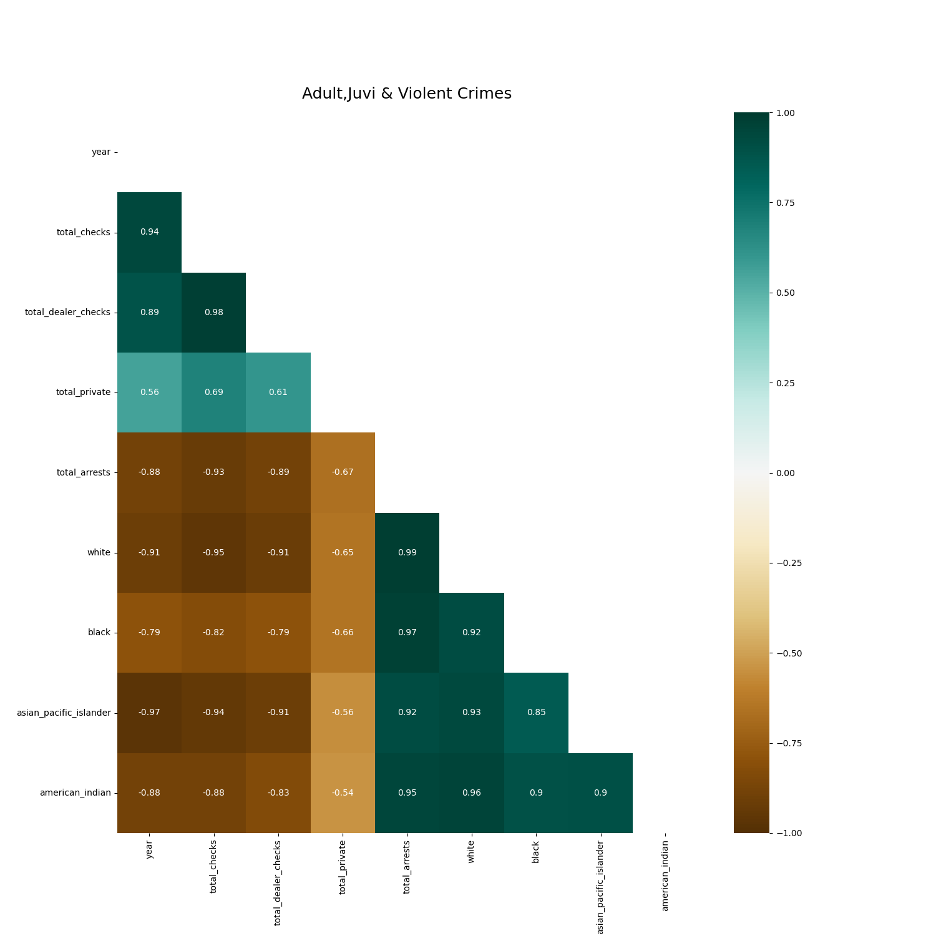 Adult,Juvi & Violent Crimes
year
total_checks 0.94
total_dealer_checks 0.89 0.98
total_private 0.56 0.69 0.61
total_arrests -0.88 -0.93 -0.89 -0.67
white -0.91 -0.95 -0.91 -0.65 0.99
black -0.79 -0.82 -0.79 -0.66 0.97 0.92
asian_pacific_islander -0.97 -0.94 -0.91 -0.56 0.92 0.93 0.85
american_indian -0.88 -0.88 -0.83 -0.54 0.95 0.96 0.9 0.9
year
total_checks
total_dealer_checks
total_private
total_arrests
white
black
asian_pacific_islander
american_indian
1.00
0.75
0.50
0.25
0.00
−0.25
−0.50
−0.75
−1.00